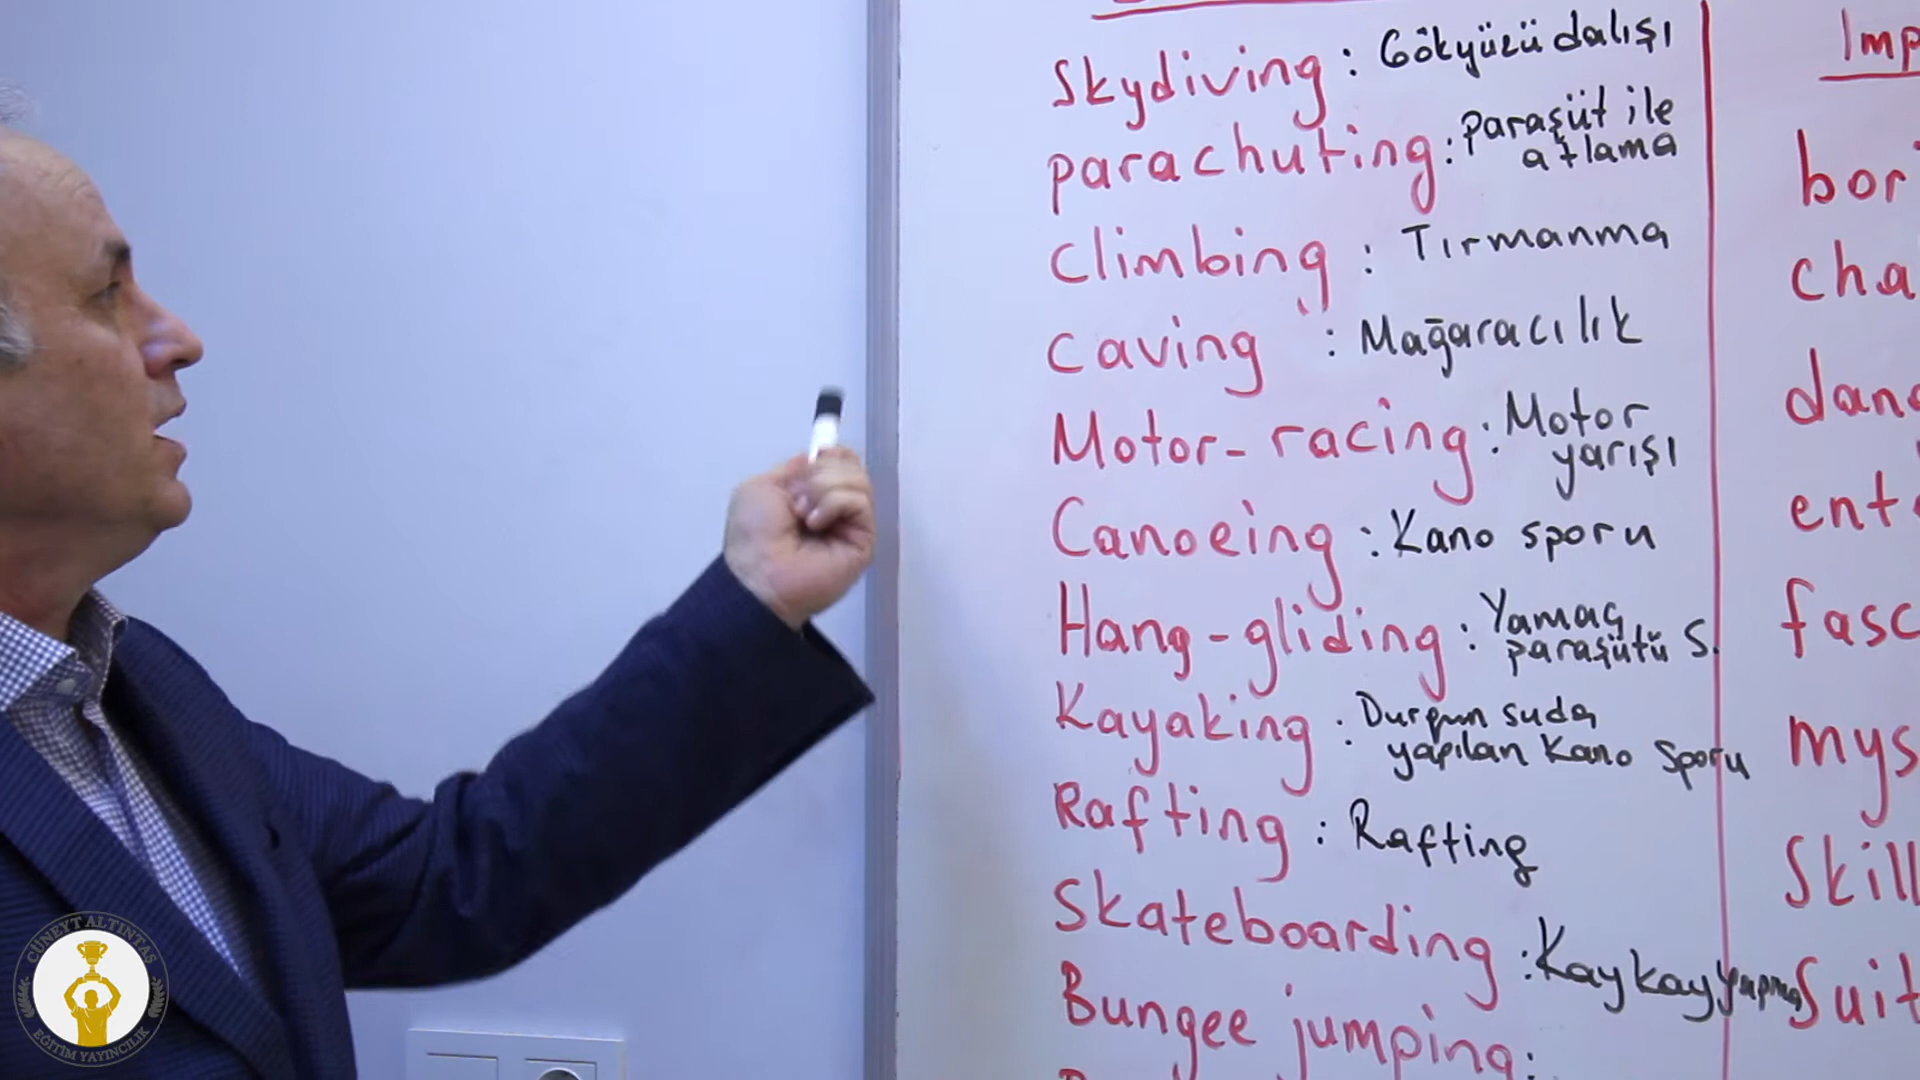 Skydiving : Gökyüzü dalışı
parachuting : paraşüt ile
atlama
Climbing : Tırmanma
Caving : Mağaracılık
Motor-racing : Motor
yarışı
Canoeing : Kano sporu
Hang-gliding : Yamaç
paraşütü S.
Kayaking : Durgun suda
yapılan Kano Sporu
Rafting : Rafting
Skateboarding : Kaykay yapma
Bungee jumping :
Imp
bor
cha
dang
ent
fasc
mys
Skill
Suit
CÜNEYT ALTINTAŞ
EĞİTİM YAYINCILIK